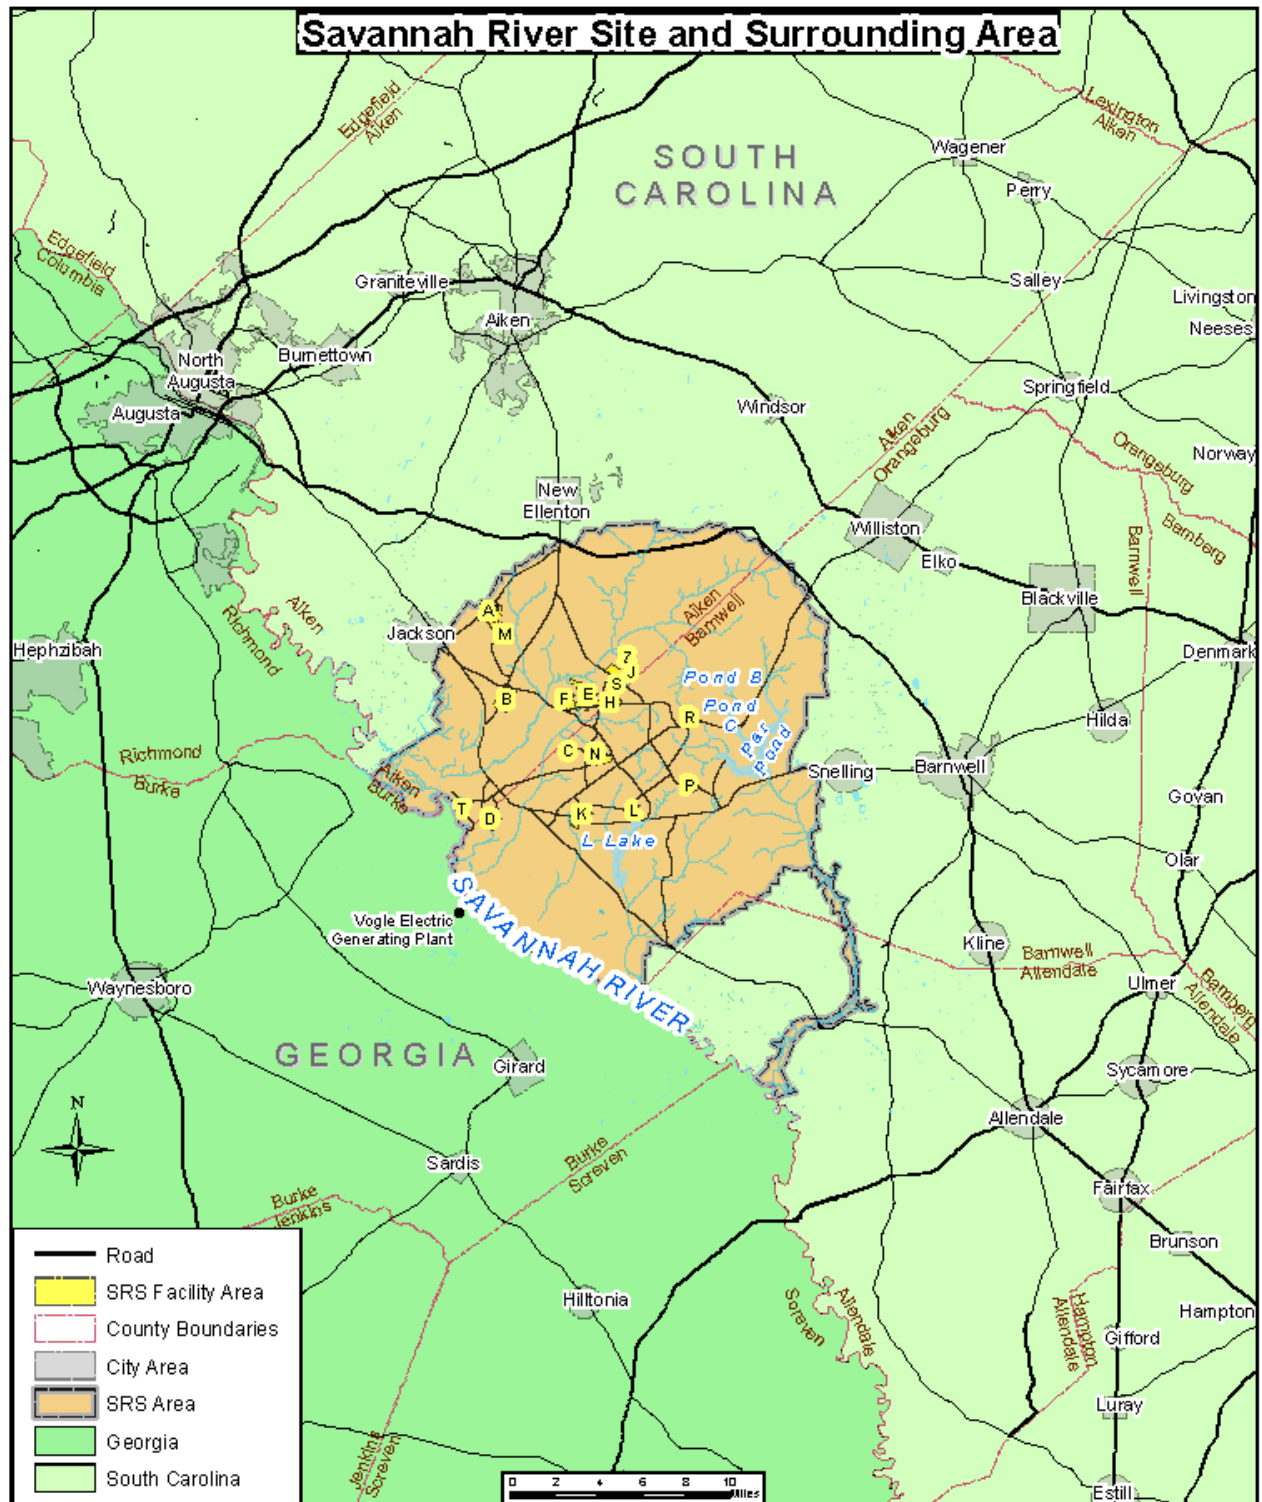 Savannah River Site and Surrounding Area
Edgefield
Aiken
Lexington
Aiken
SOUTH
CAROLINA
Wagener
Perry
Edgefield
Columbia
Graniteville
Salley
Livingston
Neeses
Aiken
North
Augusta
Burnettown
Springfield
Augusta
Windsor
Aiken
Orangeburg
Orangeburg
Bamberg
Norway
New
Ellenton
Williston
Barnwell
Elko
Blackville
Aiken
Richmond
Jackson
Aiken
Barnwell
Hephzibah
Denmark
A
M
Z
J
S
B
F
E
H
R
Pond B
Pond
C
Par
Pond
Hilda
Richmond
Burke
C
N
Snelling
Barnwell
Aiken
Burke
P
Govan
T
D
K
L
L Lake
Olar
SAVANNAH RIVER
Vogle Electric
Generating Plant
Kline
Barnwell
Allendale
Bamberg
Allendale
Ulmer
Waynesboro
GEORGIA
Girard
Sycamore
N
Allendale
Sardis
Burke
Screven
Fairfax
Burke
Jenkins
Brunson
Road
SRS Facility Area
County Boundaries
City Area
SRS Area
Georgia
South Carolina
Hilltonia
Screven
Allendale
Hampton
Allendale
Hampton
Gifford
Luray
Jenkins
Screven
0 2 4 6 8 10
Miles
Estill